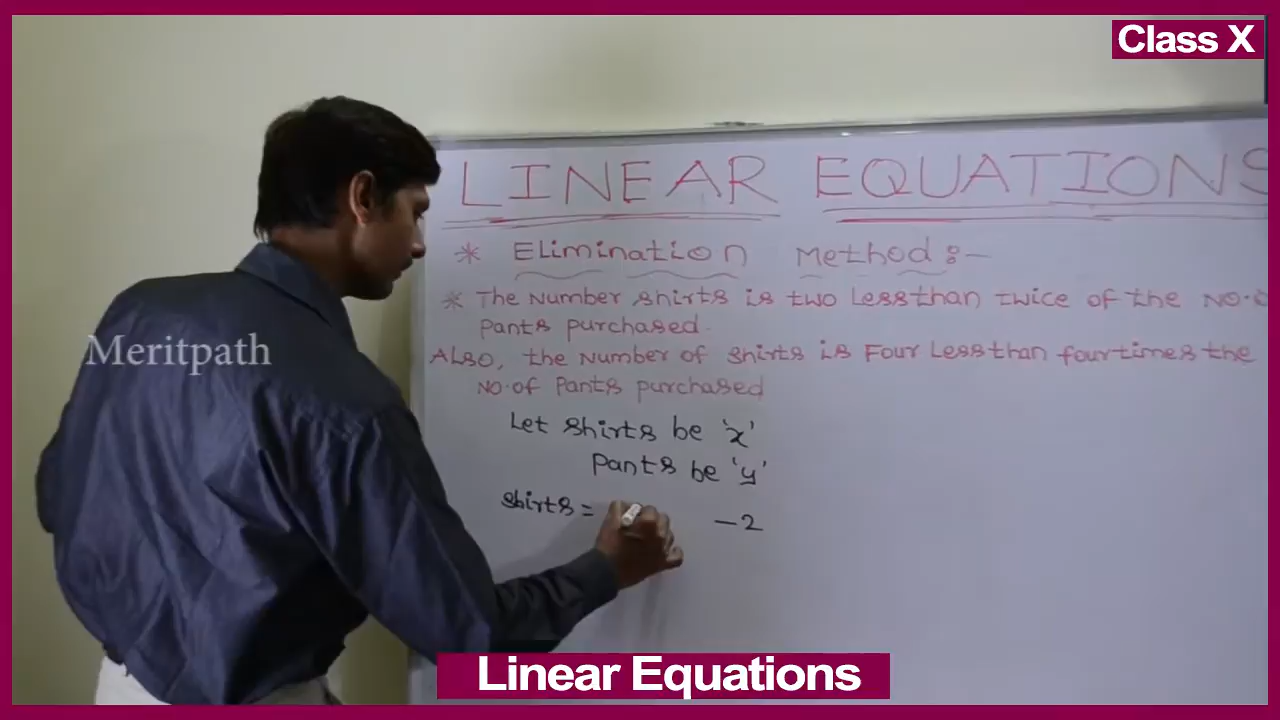 Class X
LINEAR EQUATIONS
* Elimination Method :-
* The Number shirts is two Lessthan twice of the NO.O
pants purchased.
Also, the Number of shirts is Four Lessthan fourtimes the
NO.of Pants purchased
Let shirts be 'x'
Pants be 'y'
shirts = -2
Meritpath
Linear Equations